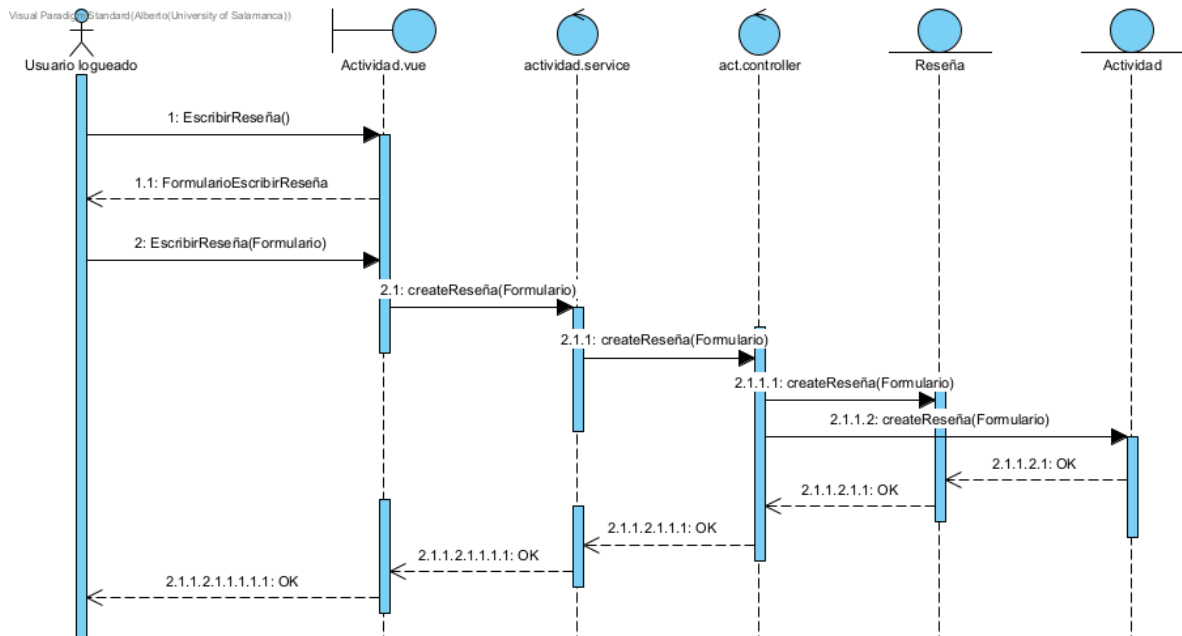 Visual Paradigm Standard(Alberto(University of Salamanca))
Usuario logueado
Actividad.vue
actividad.service
act.controller
Reseña
Actividad
1: EscribirReseña()
1.1: FormularioEscribirReseña
2: EscribirReseña(Formulario)
2.1: createReseña(Formulario)
2.1.1: createReseña(Formulario)
2.1.1.1: createReseña(Formulario)
2.1.1.2: createReseña(Formulario)
2.1.1.2.1: OK
2.1.1.2.1.1: OK
2.1.1.2.1.1.1: OK
2.1.1.2.1.1.1.1: OK
2.1.1.2.1.1.1.1.1: OK